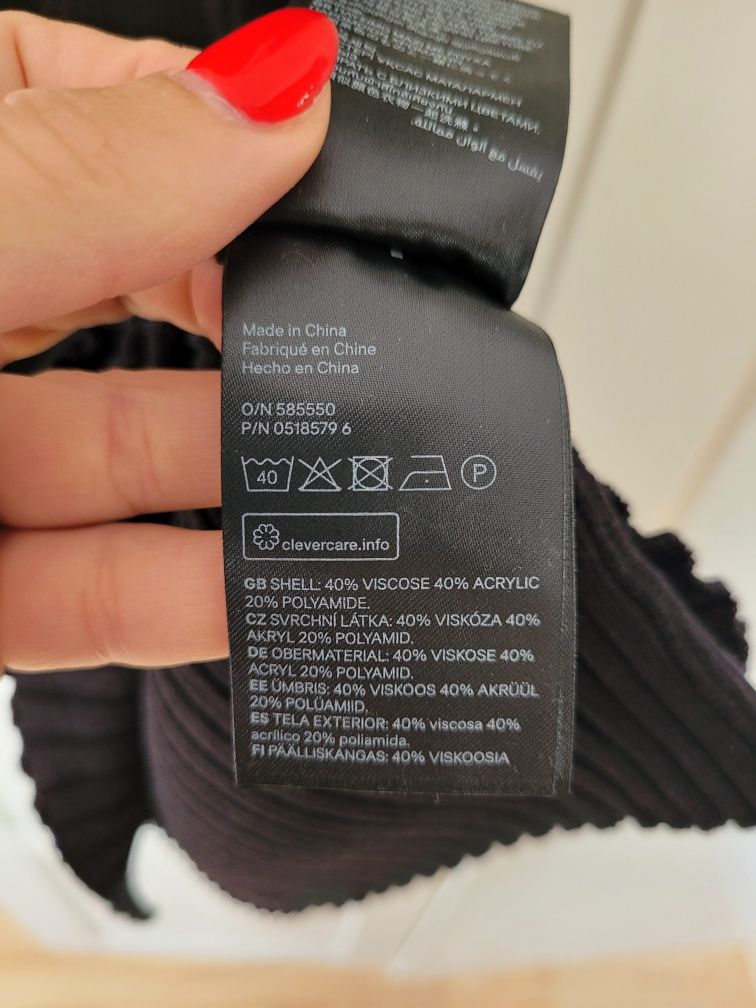 ЦВЕТАМИ.
Made in China
Fabriqué en Chine
Hecho en China
O/N 585550
P/N 0518579 6
40
P
clevercare.info
GB SHELL: 40% VISCOSE 40% ACRYLIC
20% POLYAMIDE.
CZ SVRCHNÍ LÁTKA: 40% VISKÓZA 40%
AKRYL 20% POLYAMID.
DE OBERMATERIAL: 40% VISKOSE 40%
ACRYL 20% POLYAMID.
EE ÜMBRIS: 40% VISKOOS 40% AKRÜÜL
20% POLÜAMIID.
ES TELA EXTERIOR: 40% viscosa 40%
acrílico 20% poliamida.
FI PÄÄLLISKANGAS: 40% VISKOOSIA